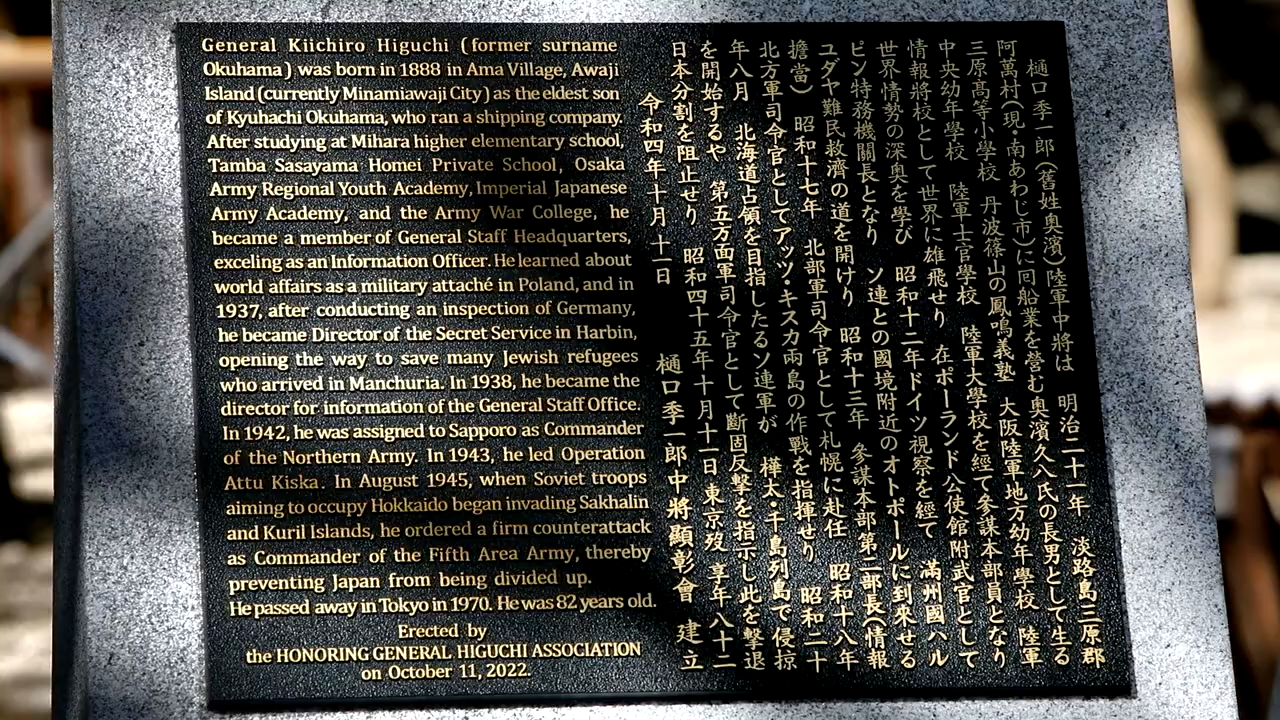 General Kiichiro Higuchi (former surname
Okuhama) was born in 1888 in Ama Village, Awaji
Island (currently Minamiawaji City) as the eldest son
of Kyuhachi Okuhama, who ran a shipping company.
After studying at Mihara higher elementary school,
Tamba Sasayama Homei Private School, Osaka
Army Regional Youth Academy, Imperial Japanese
Army Academy, and the Army War College, he
became a member of General Staff Headquarters,
exceling as an Information Officer. He learned about
world affairs as a military attaché in Poland, and in
1937, after conducting an inspection of Germany,
he became Director of the Secret Service in Harbin,
opening the way to save many Jewish refugees
who arrived in Manchuria. In 1938, he became the
director for information of the General Staff Office.
In 1942, he was assigned to Sapporo as Commander
of the Northern Army. In 1943, he led Operation
Attu Kiska. In August 1945, when Soviet troops
aiming to occupy Hokkaido began invading Sakhalin
and Kuril Islands, he ordered a firm counterattack
as Commander of the Fifth Area Army, thereby
preventing Japan from being divided up.
He passed away in Tokyo in 1970. He was 82 years old.
Erected by
the HONORING GENERAL HIGUCHI ASSOCIATION
on October 11, 2022.
樋口季一郎(舊姓奥濱)陸軍中將は 明治二十一年 淡路島三原郡
阿萬村(現・南あわじ市)に囘船業を營む奥濱久八氏の長男として生る
三原髙等小學校 丹波篠山の鳳鳴義塾 大阪陸軍地方幼年學校 陸軍
中央幼年學校 陸軍士官學校 陸軍大學校を經て參謀本部員となり
情報將校として世界に雄飛せり 在ポーランド公使館附武官として
世界情勢の深奥を學び 昭和十二年ドイツ視察を經て 滿州國ハル
ピン特務機關長となり ソ連との國境附近のオトポールに到來せる
ユダヤ難民救濟の道を開けり 昭和十三年 參謀本部第二部長(情報
擔當) 昭和十七年 北部軍司令官として札幌に赴任 昭和十八年
北方軍司令官としてアッツ・キスカ兩島の作戰を指揮せり 昭和二十
年八月 北海道占領を目指したるソ連軍が 樺太・千島列島で侵掠
を開始するや 第五方面軍司令官として斷固反擊を指示し此を擊退
日本分割を阻止せり 昭和四十五年十月十一日東京歿 享年八十二
令和四年十月十一日 樋口季一郎中將顯彰會 建立